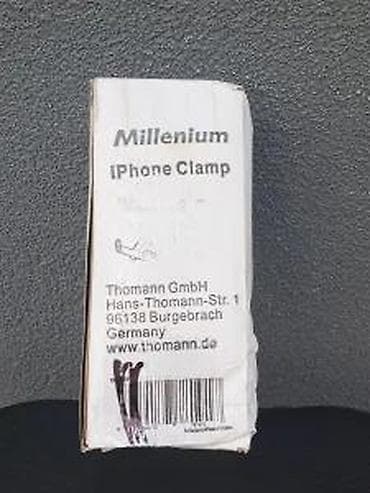 Millenium
iPhone Clamp
Thomann GmbH
Hans-Thomann-Str. 1
96138 Burgebrach
Germany
www.thomann.de